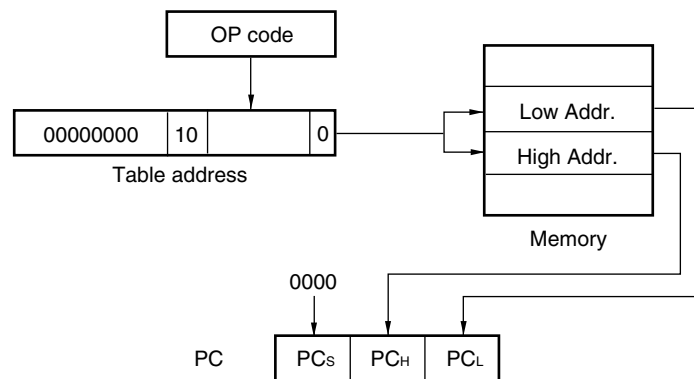 OP code
00000000 10 0
Table address
Low Addr.
High Addr.
Memory
0000
PC PCS PCH PCL